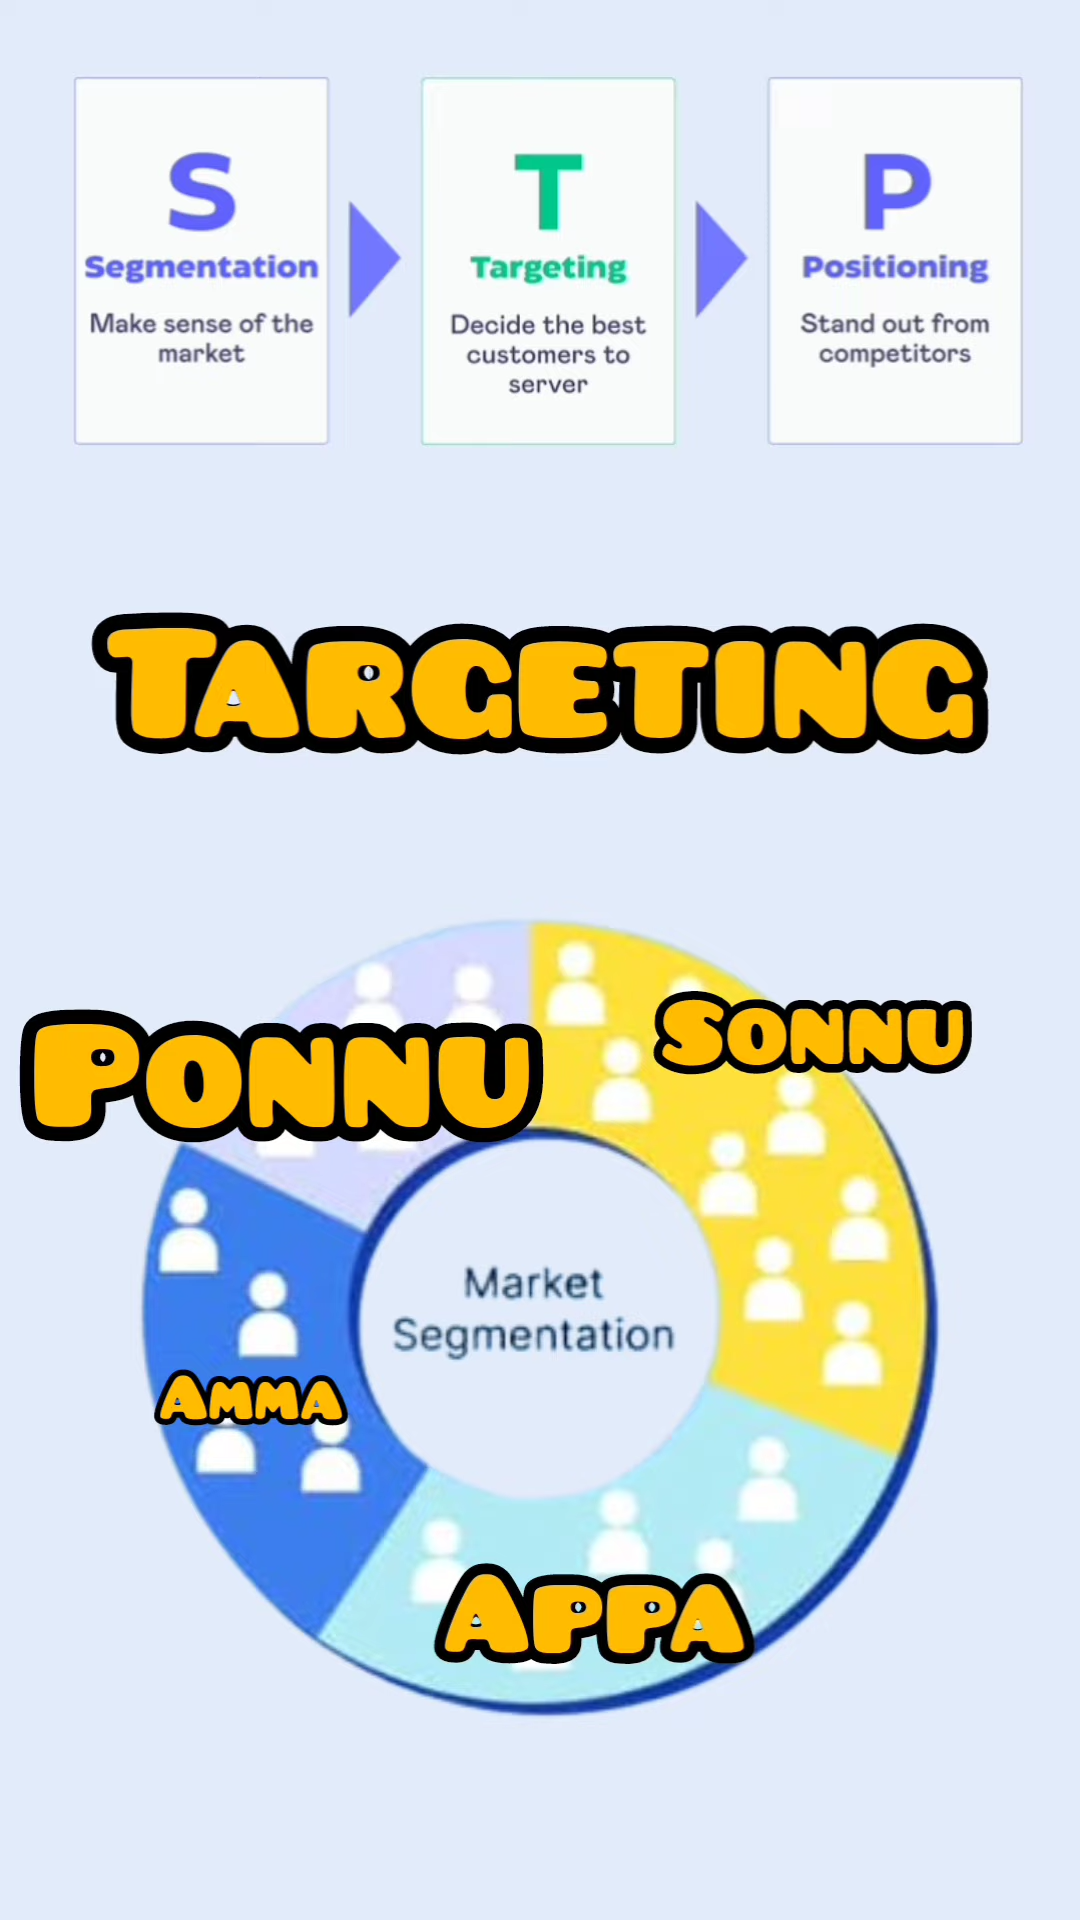 S
Segmentation
Make sense of the
market
T
Targeting
Decide the best
customers to
server
P
Positioning
Stand out from
competitors
TARGETING
PONNU
SONNU
Market
Segmentation
AMMA
APPA